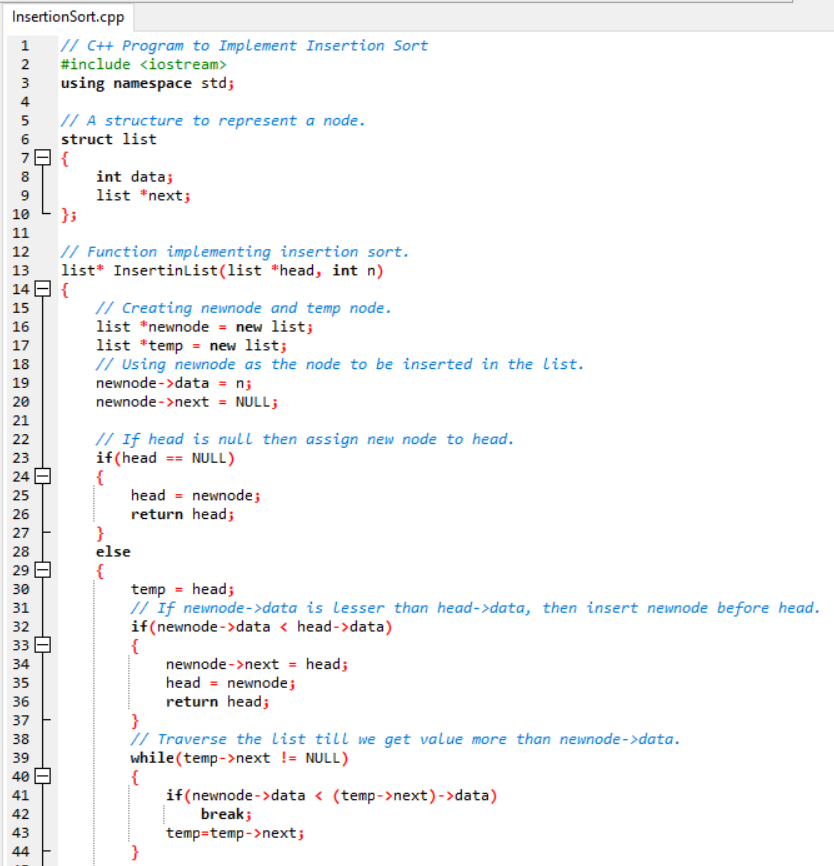 InsertionSort.cpp
1 // C++ Program to Implement Insertion Sort
2 #include <iostream>
3 using namespace std;
4
5 // A structure to represent a node.
6 struct list
7 {
8     int data;
9     list *next;
10 };
11
12 // Function implementing insertion sort.
13 list* InsertinList(list *head, int n)
14 {
15     // Creating newnode and temp node.
16     list *newnode = new list;
17     list *temp = new list;
18     // Using newnode as the node to be inserted in the list.
19     newnode->data = n;
20     newnode->next = NULL;
21
22     // If head is null then assign new node to head.
23     if(head == NULL)
24     {
25         head = newnode;
26         return head;
27     }
28     else
29     {
30         temp = head;
31         // If newnode->data is lesser than head->data, then insert newnode before head.
32         if(newnode->data < head->data)
33         {
34             newnode->next = head;
35             head = newnode;
36             return head;
37         }
38         // Traverse the list till we get value more than newnode->data.
39         while(temp->next != NULL)
40         {
41             if(newnode->data < (temp->next)->data)
42                 break;
43             temp=temp->next;
44         }